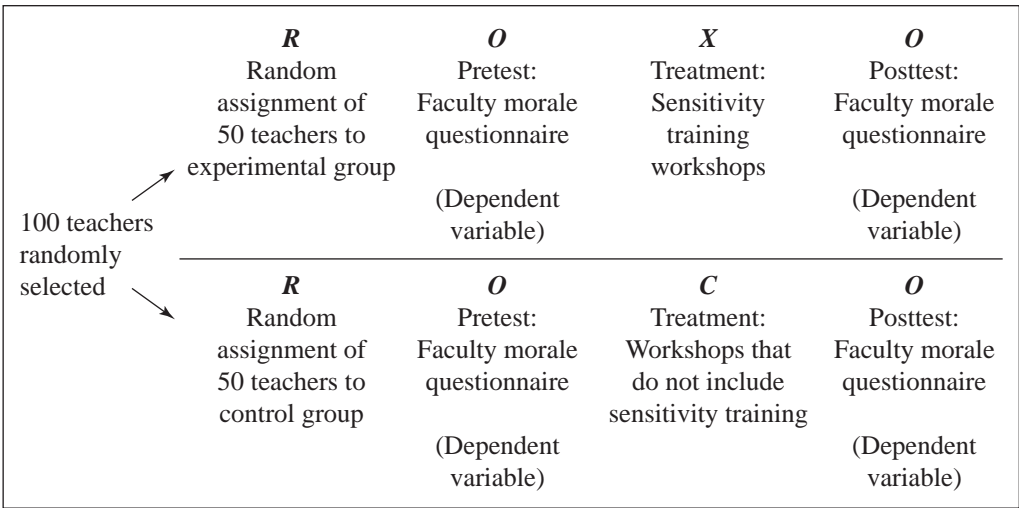 R
Random
assignment of
50 teachers to
experimental group
O
Pretest:
Faculty morale
questionnaire
(Dependent
variable)
X
Treatment:
Sensitivity
training
workshops
O
Posttest:
Faculty morale
questionnaire
(Dependent
variable)
100 teachers
randomly
selected
R
Random
assignment of
50 teachers to
control group
O
Pretest:
Faculty morale
questionnaire
(Dependent
variable)
C
Treatment:
Workshops that
do not include
sensitivity training
O
Posttest:
Faculty morale
questionnaire
(Dependent
variable)